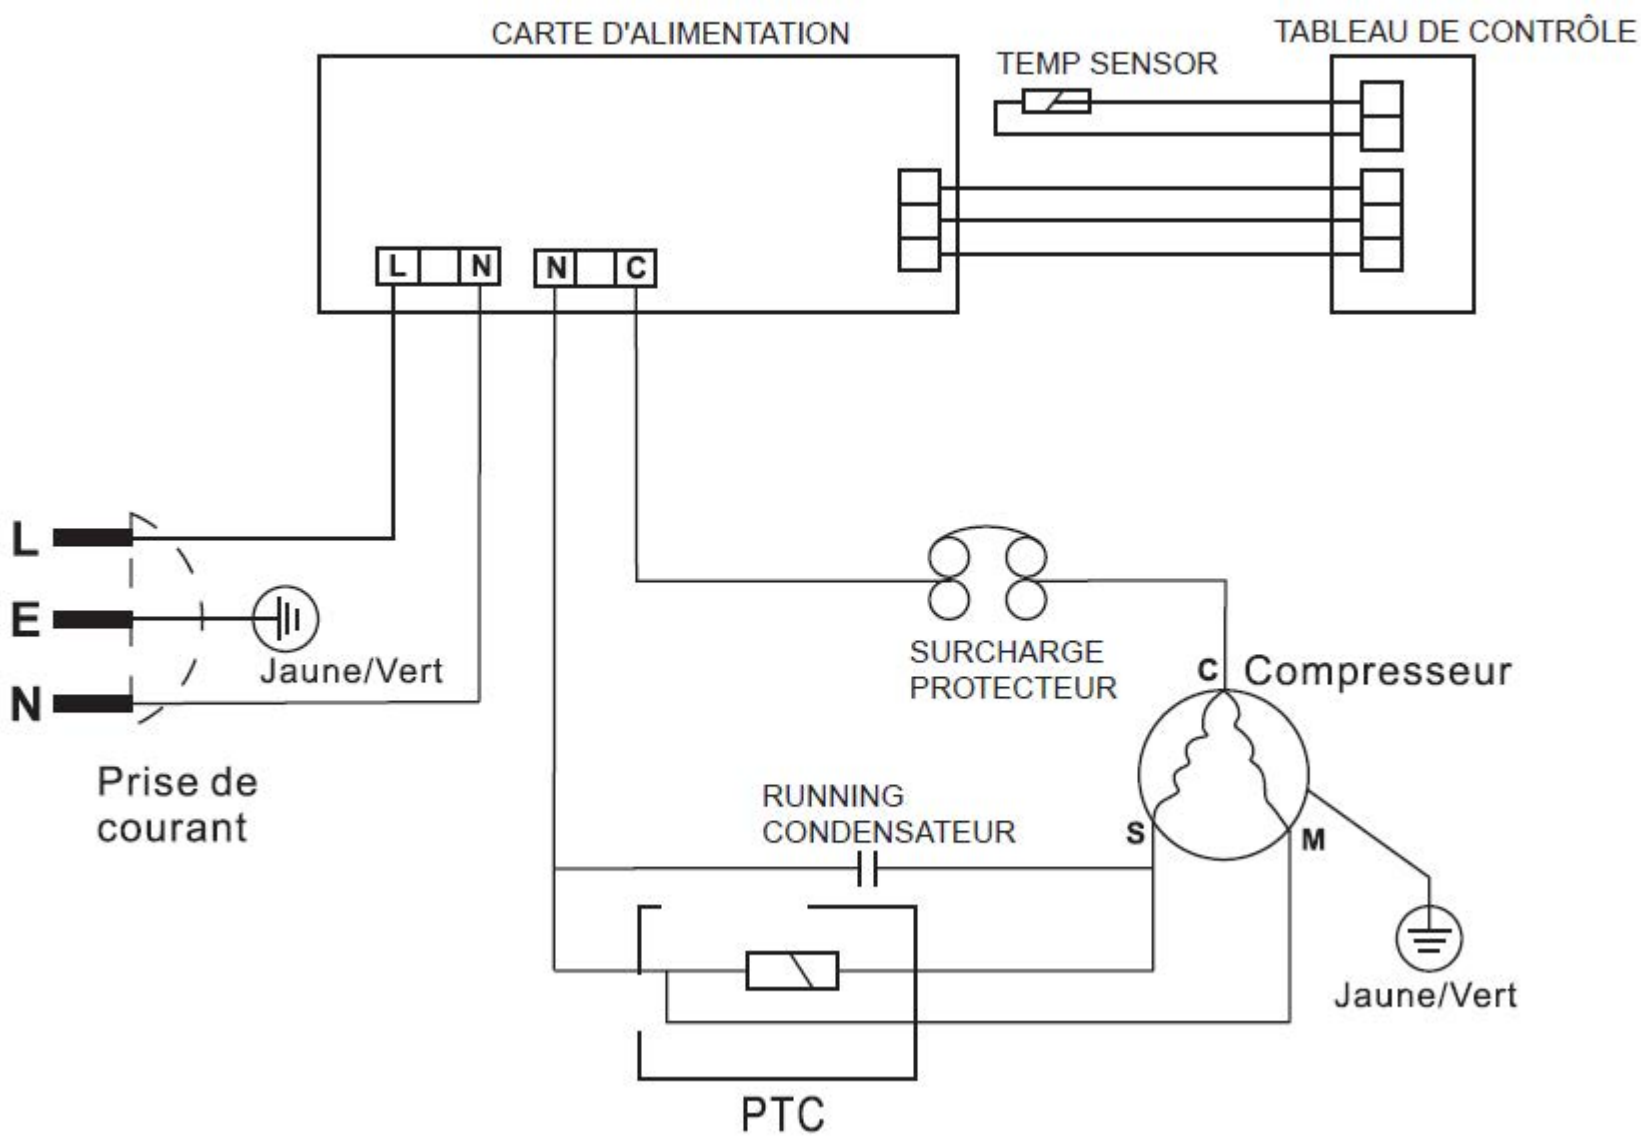 CARTE D'ALIMENTATION
TABLEAU DE CONTRÔLE
TEMP SENSOR
L N
N C
L
E
N
Jaune/Vert
Prise de
courant
SURCHARGE
PROTECTEUR
C Compresseur
S
M
RUNNING
CONDENSATEUR
Jaune/Vert
PTC